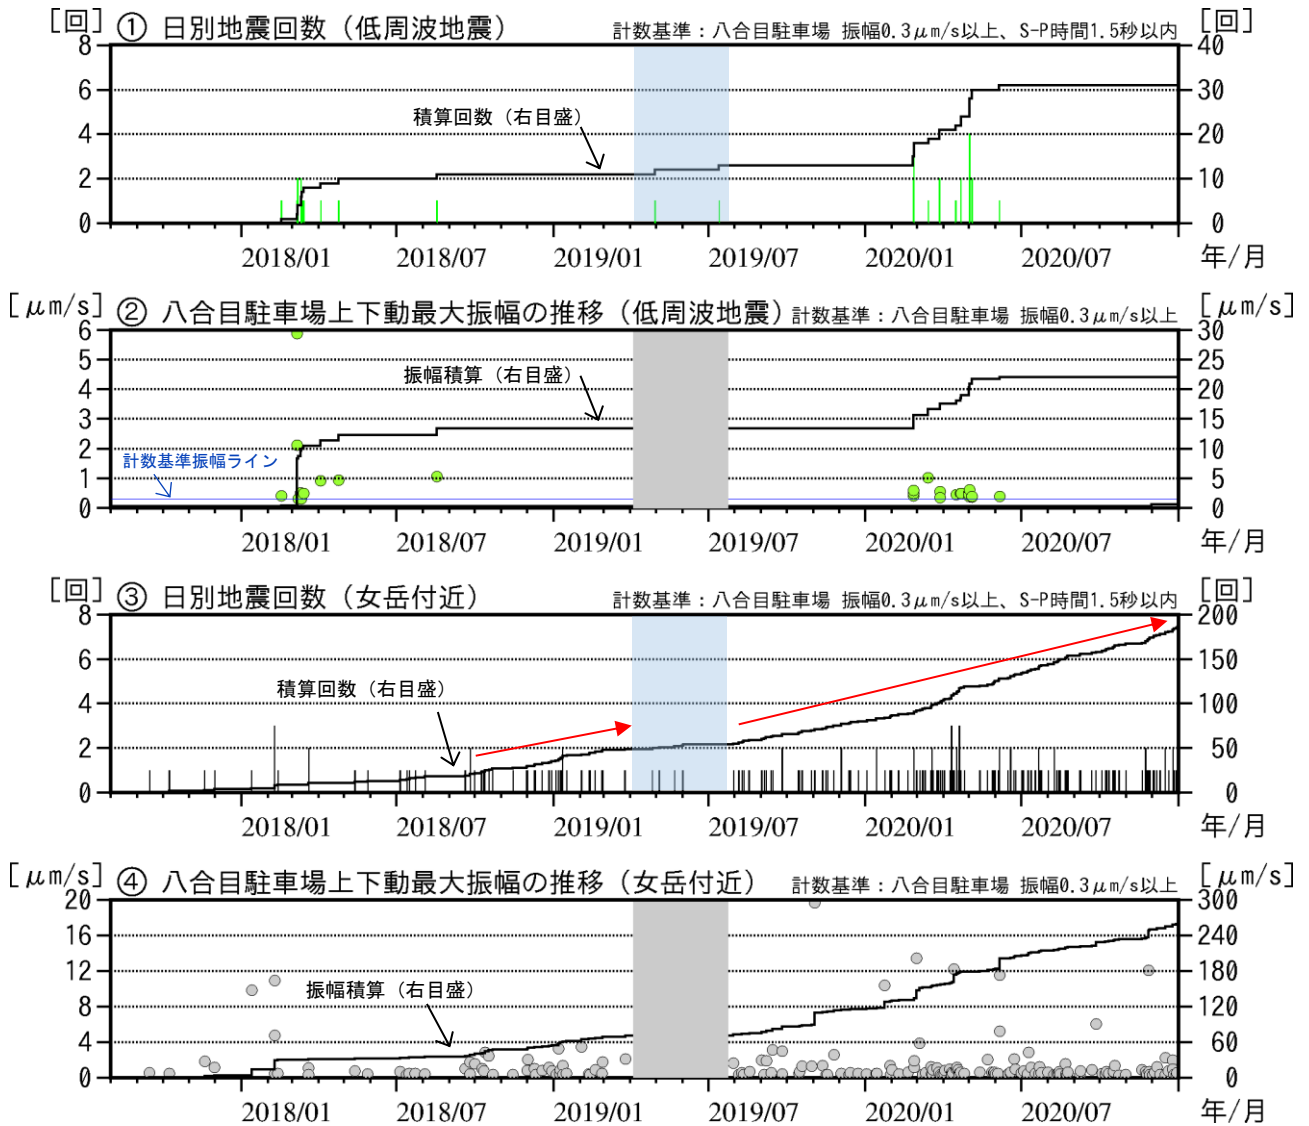 [回] ① 日別地震回数（低周波地震） 計数基準：八合目駐車場 振幅0.3μm/s以上、S-P時間1.5秒以内 [回]
8 40
6 30
積算回数（右目盛）
4 20
2 10
0 0
2018/01 2018/07 2019/01 2019/07 2020/01 2020/07 年/月
[μm/s] ② 八合目駐車場上下動最大振幅の推移（低周波地震） 計数基準：八合目駐車場 振幅0.3μm/s以上 [μm/s]
6 30
5 25
振幅積算（右目盛）
4 20
3 15
2 10
計数基準振幅ライン
1 5
0 0
2018/01 2018/07 2019/01 2019/07 2020/01 2020/07 年/月
[回] ③ 日別地震回数（女岳付近） 計数基準：八合目駐車場 振幅0.3μm/s以上、S-P時間1.5秒以内 [回]
8 200
6 150
積算回数（右目盛）
4 100
2 50
0 0
2018/01 2018/07 2019/01 2019/07 2020/01 2020/07 年/月
[μm/s] ④ 八合目駐車場上下動最大振幅の推移（女岳付近） 計数基準：八合目駐車場 振幅0.3μm/s以上 [μm/s]
20 300
16 240
12 180
振幅積算（右目盛）
8 120
4 60
0 0
2018/01 2018/07 2019/01 2019/07 2020/01 2020/07 年/月